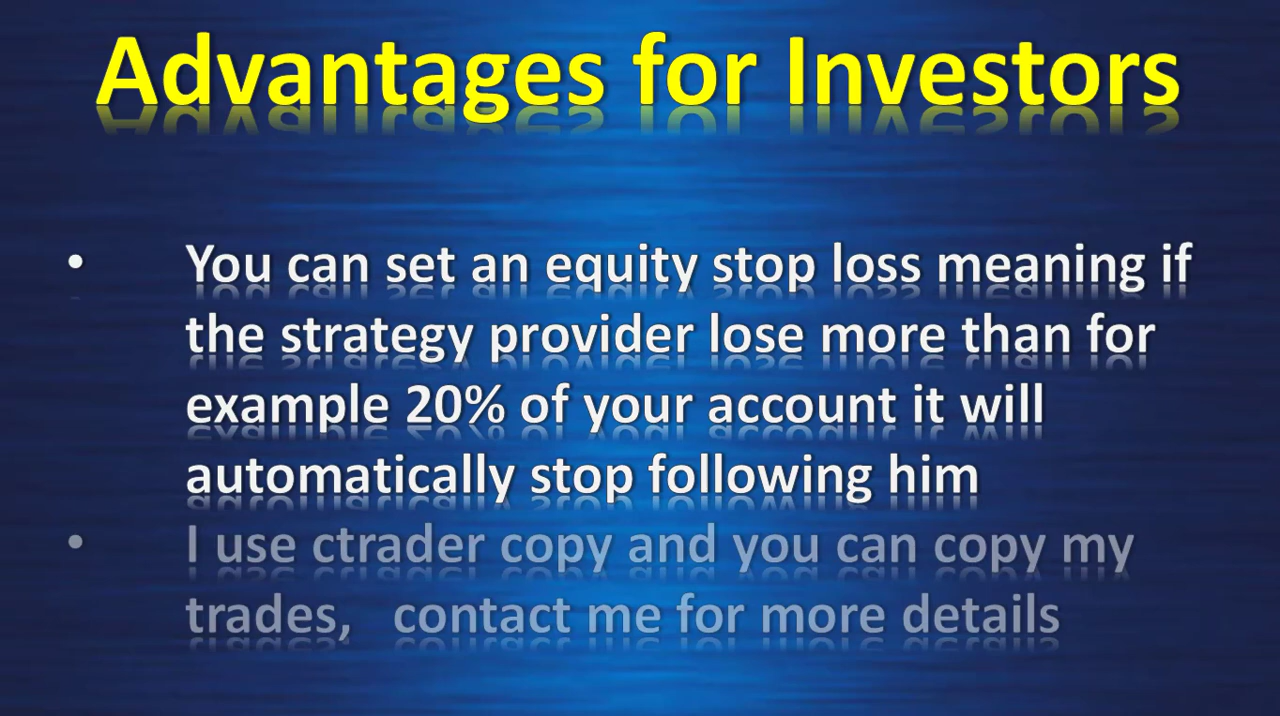 Advantages for Investors
• You can set an equity stop loss meaning if
the strategy provider lose more than for
example 20% of your account it will
automatically stop following him
• I use ctrader copy and you can copy my
trades, contact me for more details